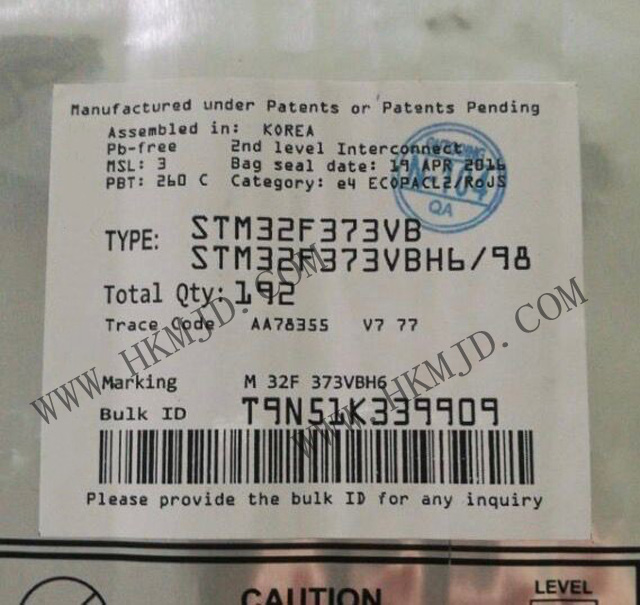 Manufactured under Patents or Patents Pending
Assembled in: KOREA
Pb-free 2nd level Interconnect
MSL: 3 Bag seal date: 19 APR 2016
PBT: 260 C Category: e4 ECOPACL2/RoJS
QA
TYPE: STM32F373VB
STM32F373VBH6/98
Total Qty: 192
Trace Code AA78355 V7 77
WWW.HKMJD.COM
WWW.HKMJD.COM
Marking M 32F 373VBH6
Bulk ID T9N51K339909
Please provide the bulk ID for any inquiry
CAUTION
LEVEL